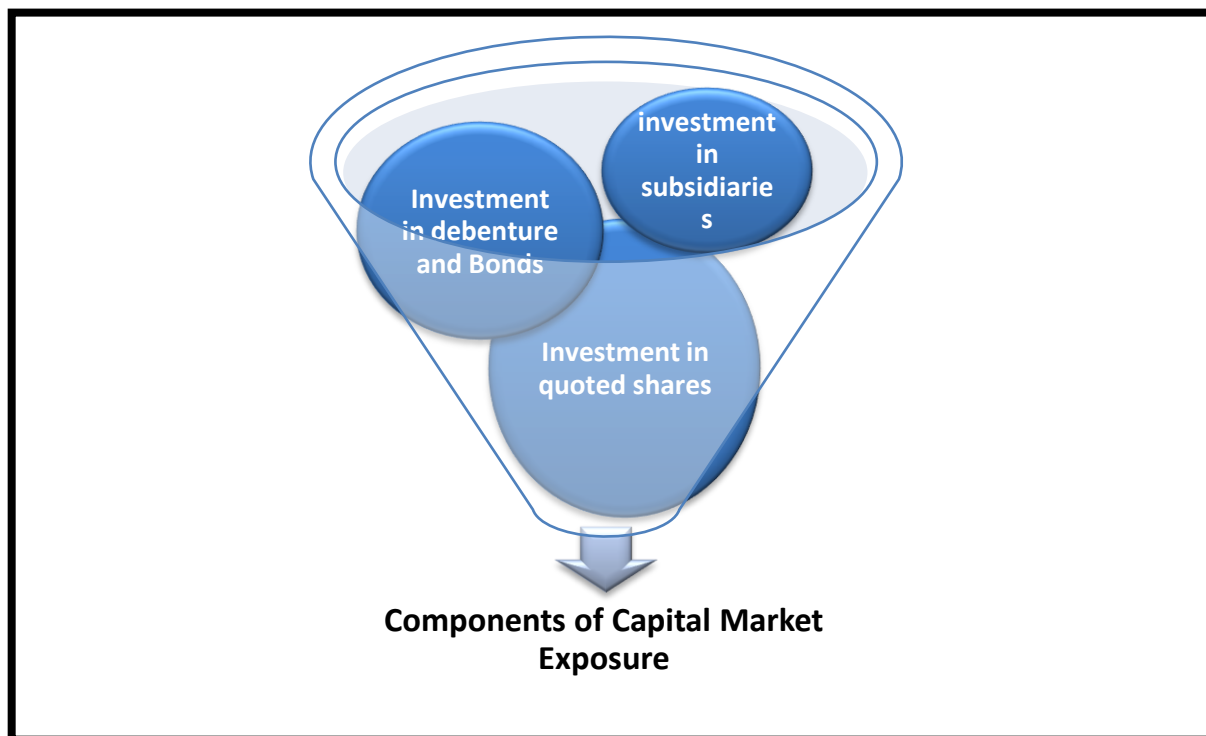 investment
in
subsidiarie
s
Investment
in debenture
and Bonds
Investment in
quoted shares
Components of Capital Market
Exposure